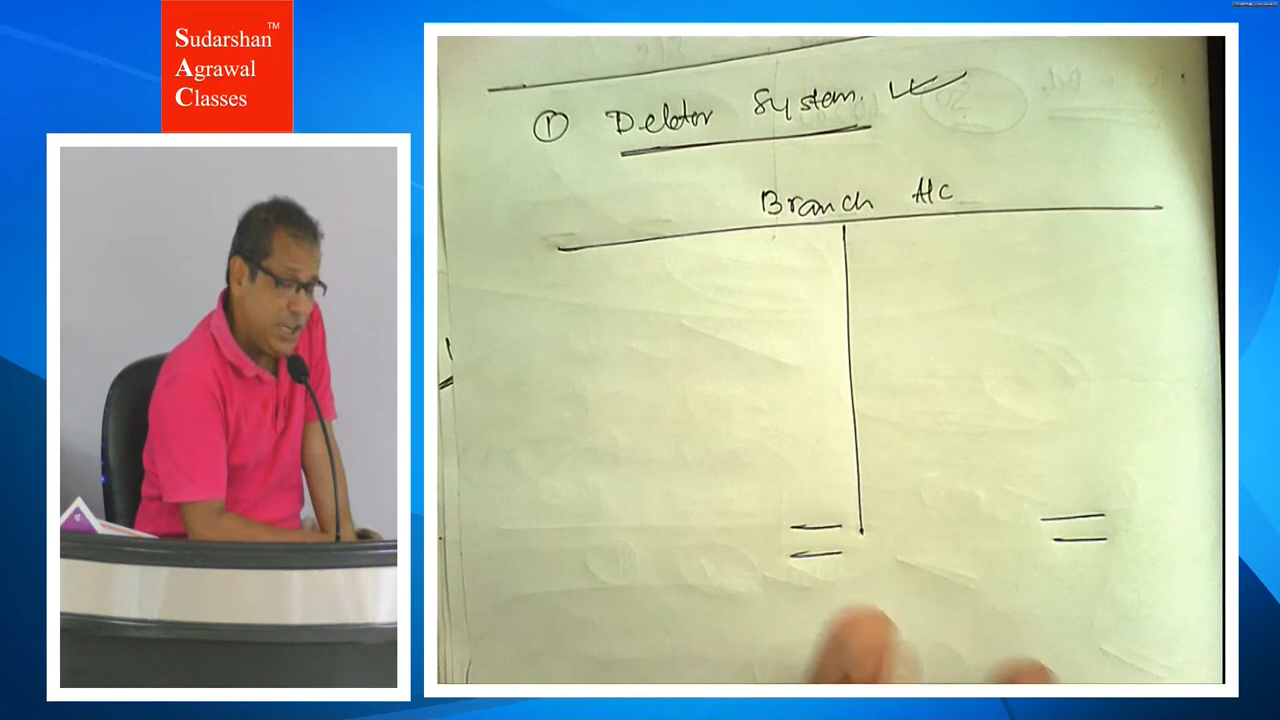 Sudarshan™
Agrawal
Classes
① Debtor System.
Branch A/c